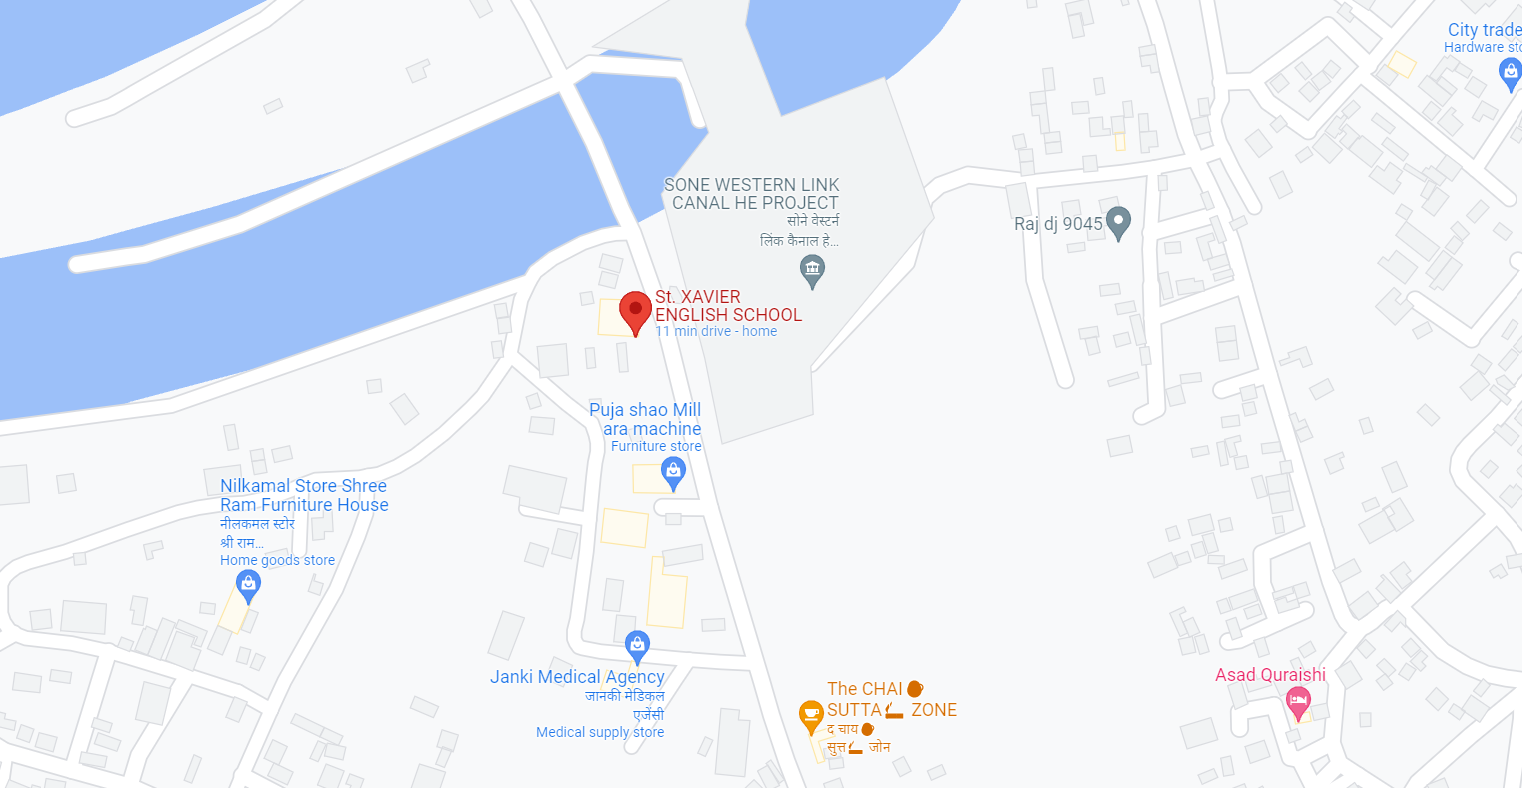 City trade
Hardware sto
SONE WESTERN LINK
CANAL HE PROJECT
सोने वेस्टर्न
लिंक कैनाल हे...
Raj dj 9045
St. XAVIER
ENGLISH SCHOOL
11 min drive - home
Puja shao Mill
ara machine
Furniture store
Nilkamal Store Shree
Ram Furniture House
नीलकमल स्टोर
श्री राम...
Home goods store
Janki Medical Agency
जानकी मेडिकल
एजेंसी
Medical supply store
The CHAI
SUTTA ZONE
द चाय
सुत्त जोन
Asad Quraishi